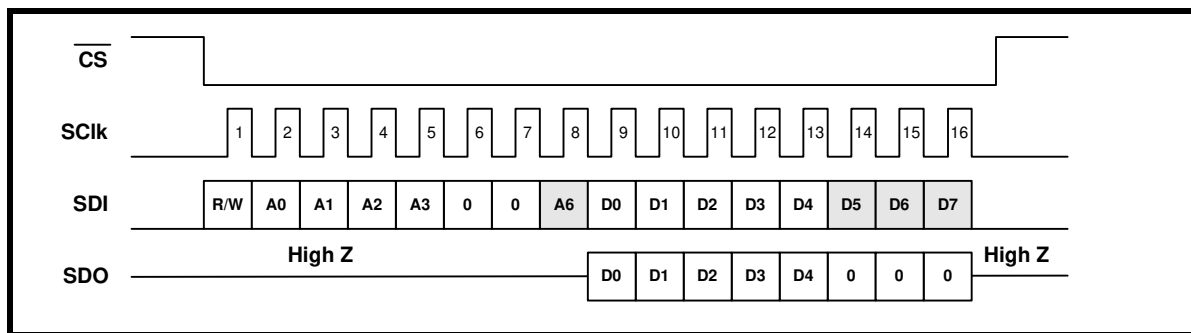 CS
SClk 1 2 3 4 5 6 7 8 9 10 11 12 13 14 15 16
SDI R/W A0 A1 A2 A3 0 0 A6 D0 D1 D2 D3 D4 D5 D6 D7
High Z High Z
SDO D0 D1 D2 D3 D4 0 0 0